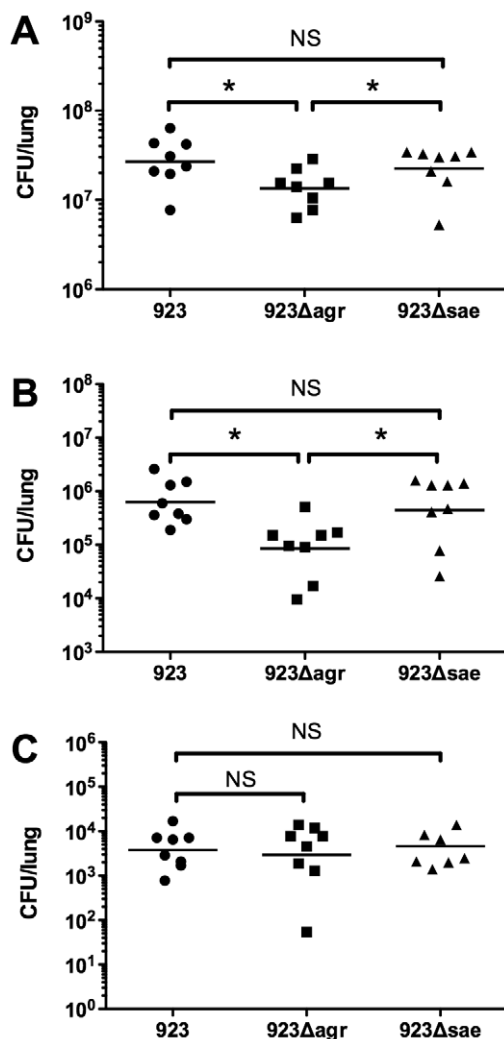 A
NS
* *
CFU/lung
10⁹
10⁸
10⁷
10⁶
923 923Δagr 923Δsae
B
NS
* *
CFU/lung
10⁸
10⁷
10⁶
10⁵
10⁴
10³
923 923Δagr 923Δsae
C
NS
NS
CFU/lung
10⁶
10⁵
10⁴
10³
10²
10¹
10⁰
923 923Δagr 923Δsae